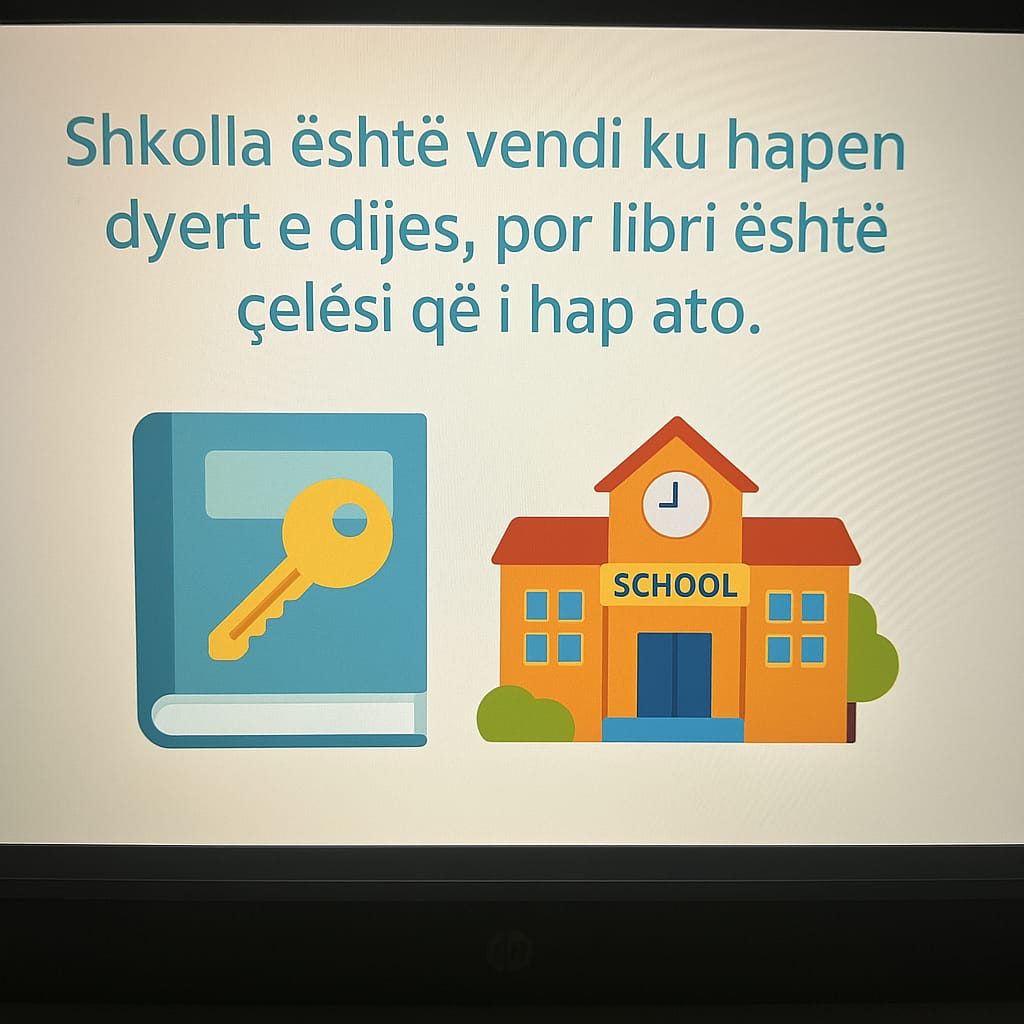 Shkolla është vendi ku hapen
dyert e dijes, por libri është
çelési që i hap ato.
SCHOOL